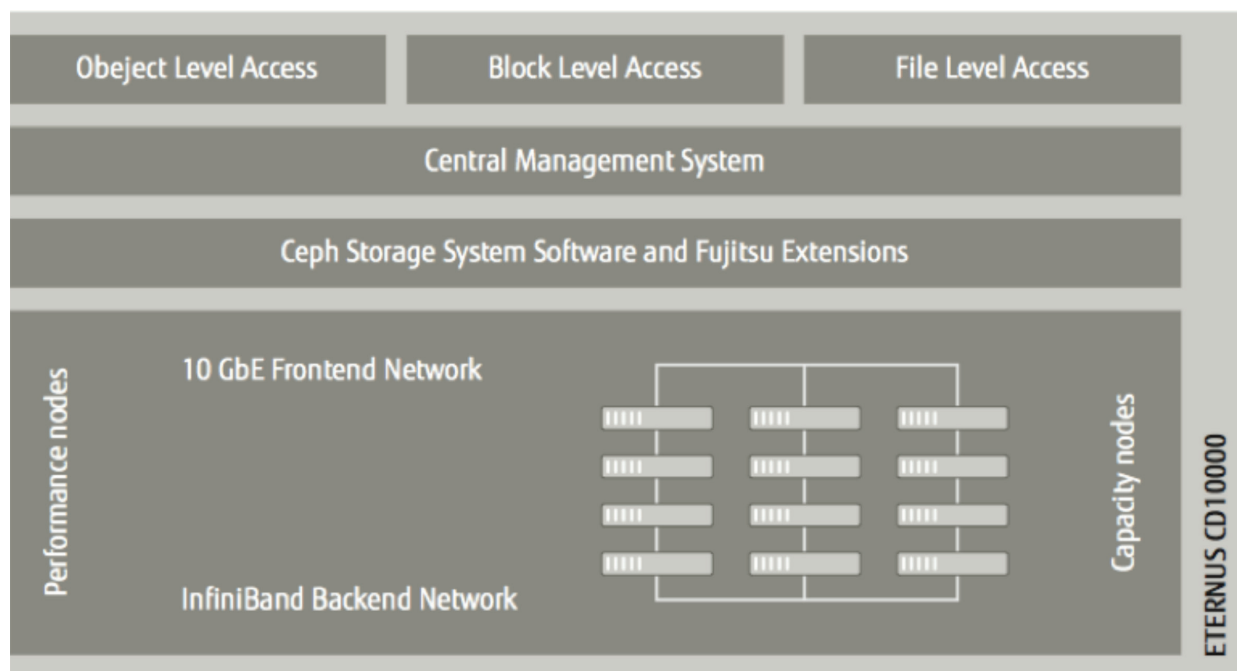 Obeject Level Access
Block Level Access
File Level Access
Central Management System
Ceph Storage System Software and Fujitsu Extensions
Performance nodes
10 GbE Frontend Network
InfiniBand Backend Network
Capacity nodes
ETERNUS CD10000